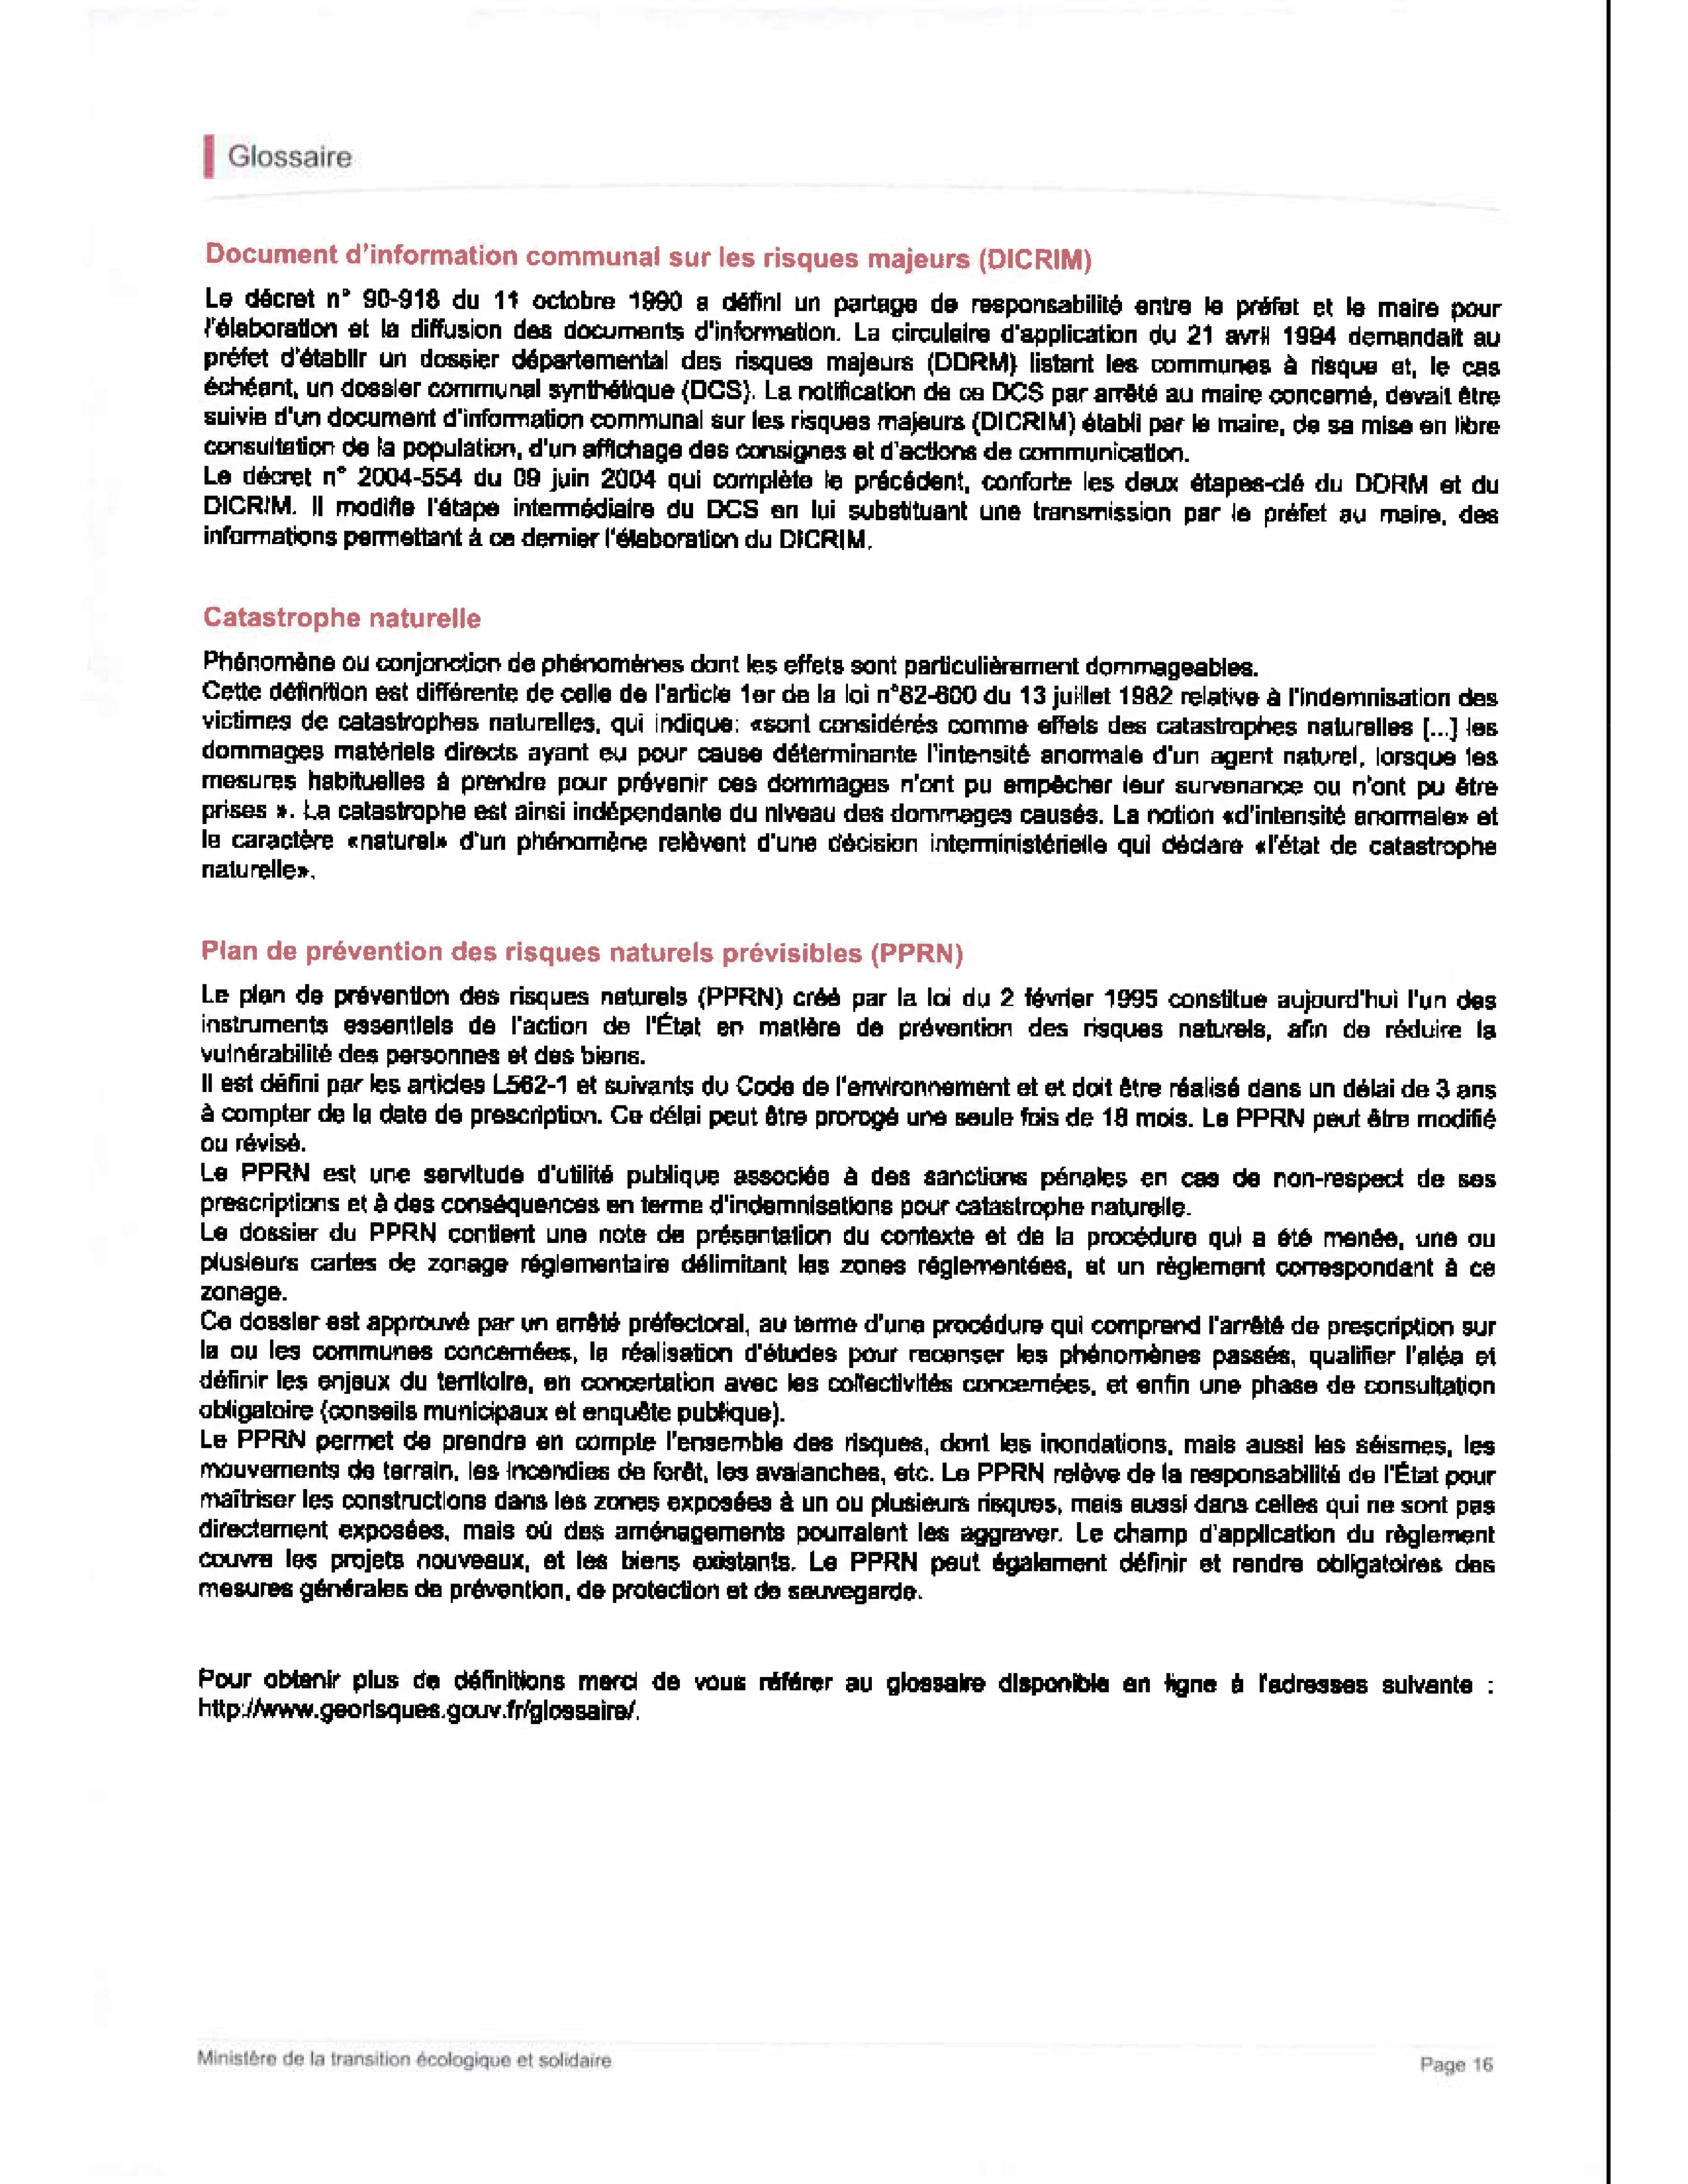 Glossaire
Document d'information communal sur les risques majeurs (DICRIM)
Le décret n° 90-918 du 11 octobre 1990 a défini un partage de responsabilité entre le préfet et le maire pour
l'élaboration et la diffusion des documents d'information. La circulaire d'application du 21 avril 1994 demandait au
préfet d'établir un dossier départemental des risques majeurs (DDRM) listant les communes à risque et, le cas
échéant, un dossier communal synthétique (DCS). La notification de ce DCS par arrêté au maire concerné, devait être
suivie d'un document d'information communal sur les risques majeurs (DICRIM) établi par le maire, de sa mise en libre
consultation de la population, d'un affichage des consignes et d'actions de communication.
Le décret n° 2004-554 du 09 juin 2004 qui complète le précédent, conforte les deux étapes-clé du DDRM et du
DICRIM. Il modifie l'étape intermédiaire du DCS en lui substituant une transmission par le préfet au maire, des
informations permettant à ce dernier l'élaboration du DICRIM.
Catastrophe naturelle
Phénomène ou conjonction de phénomènes dont les effets sont particulièrement dommageables.
Cette définition est différente de celle de l'article 1er de la loi n°82-600 du 13 juillet 1982 relative à l'indemnisation des
victimes de catastrophes naturelles, qui indique: «sont considérés comme effets des catastrophes naturelles [...] les
dommages matériels directs ayant eu pour cause déterminante l'intensité anormale d'un agent naturel, lorsque les
mesures habituelles à prendre pour prévenir ces dommages n'ont pu empêcher leur survenance ou n'ont pu être
prises ». La catastrophe est ainsi indépendante du niveau des dommages causés. La notion «d'intensité anormale» et
le caractère «naturel» d'un phénomène relèvent d'une décision interministérielle qui déclare «l'état de catastrophe
naturelle».
Plan de prévention des risques naturels prévisibles (PPRN)
Le plan de prévention des risques naturels (PPRN) créé par la loi du 2 février 1995 constitue aujourd'hui l'un des
instruments essentiels de l'action de l'État en matière de prévention des risques naturels, afin de réduire la
vulnérabilité des personnes et des biens.
Il est défini par les articles L562-1 et suivants du Code de l'environnement et et doit être réalisé dans un délai de 3 ans
à compter de la date de prescription. Ce délai peut être prorogé une seule fois de 18 mois. Le PPRN peut être modifié
ou révisé.
Le PPRN est une servitude d'utilité publique associée à des sanctions pénales en cas de non-respect de ses
prescriptions et à des conséquences en terme d'indemnisations pour catastrophe naturelle.
Le dossier du PPRN contient une note de présentation du contexte et de la procédure qui a été menée, une ou
plusieurs cartes de zonage réglementaire délimitant les zones réglementées, et un règlement correspondant à ce
zonage.
Ce dossier est approuvé par un arrêté préfectoral, au terme d'une procédure qui comprend l'arrêté de prescription sur
la ou les communes concernées, la réalisation d'études pour recenser les phénomènes passés, qualifier l'aléa et
définir les enjeux du territoire, en concertation avec les collectivités concernées, et enfin une phase de consultation
obligatoire (conseils municipaux et enquête publique).
Le PPRN permet de prendre en compte l'ensemble des risques, dont les inondations, mais aussi les séismes, les
mouvements de terrain, les incendies de forêt, les avalanches, etc. Le PPRN relève de la responsabilité de l'État pour
maîtriser les constructions dans les zones exposées à un ou plusieurs risques, mais aussi dans celles qui ne sont pas
directement exposées, mais où des aménagements pourraient les aggraver. Le champ d'application du règlement
couvre les projets nouveaux, et les biens existants. Le PPRN peut également définir et rendre obligatoires des
mesures générales de prévention, de protection et de sauvegarde.
Pour obtenir plus de définitions merci de vous référer au glossaire disponible en ligne à l'adresses suivante :
http://www.georisques.gouv.fr/glossaire/.
Ministère de la transition écologique et solidaire
Page 16